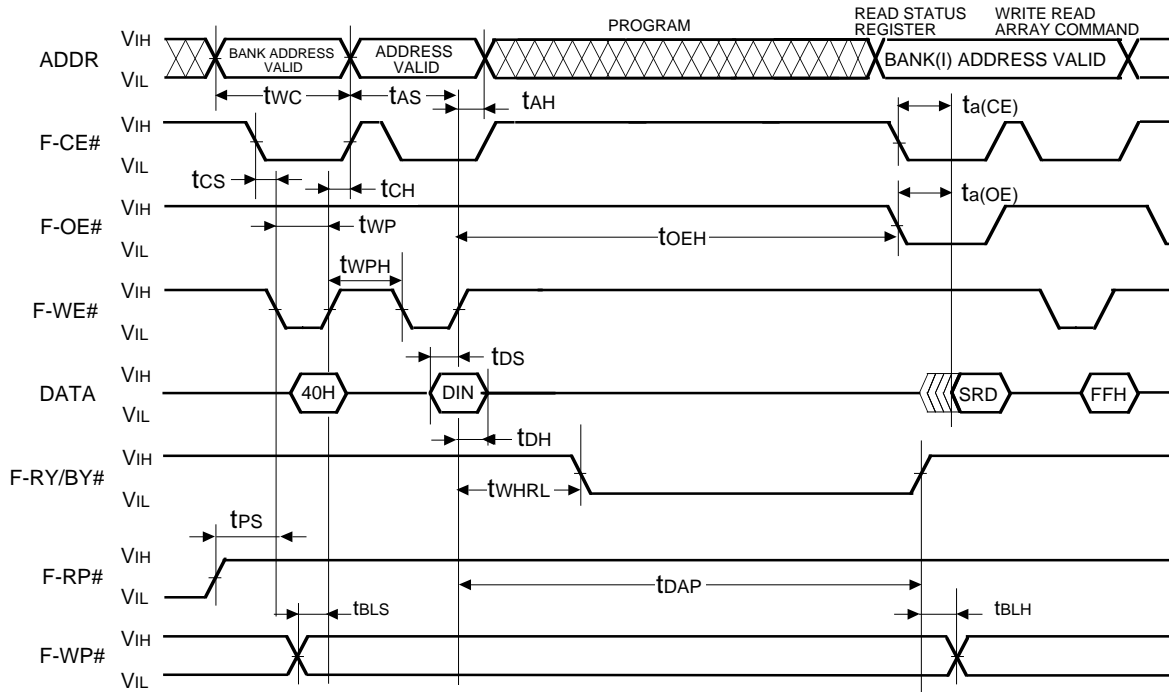 PROGRAM
READ STATUS
REGISTER
WRITE READ
ARRAY COMMAND
ADDR
VIH
VIL
BANK ADDRESS
VALID
ADDRESS
VALID
BANK(I) ADDRESS VALID
tWC
tAS
tAH
ta(CE)
F-CE#
VIH
VIL
tCS
tCH
ta(OE)
F-OE#
VIH
VIL
tWP
tOEH
tWPH
F-WE#
VIH
VIL
tDS
DATA
VIH
VIL
40H
DIN
SRD
FFH
tDH
F-RY/BY#
VIH
VIL
tWHRL
tPS
F-RP#
VIH
VIL
tDAP
tBLS
tBLH
F-WP#
VIH
VIL